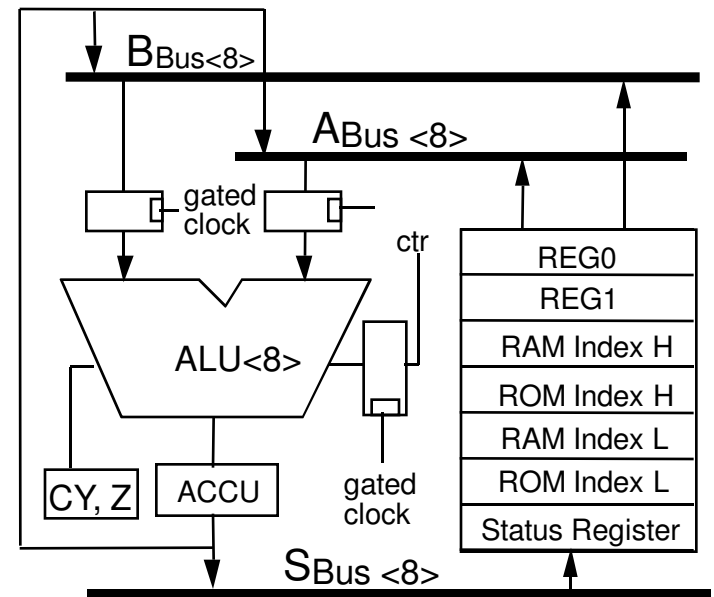 BBus<8>
ABus <8>
gated
clock
ctr
REG0
REG1
RAM Index H
ROM Index H
RAM Index L
ROM Index L
Status Register
ALU<8>
CY, Z
ACCU
gated
clock
SBus <8>